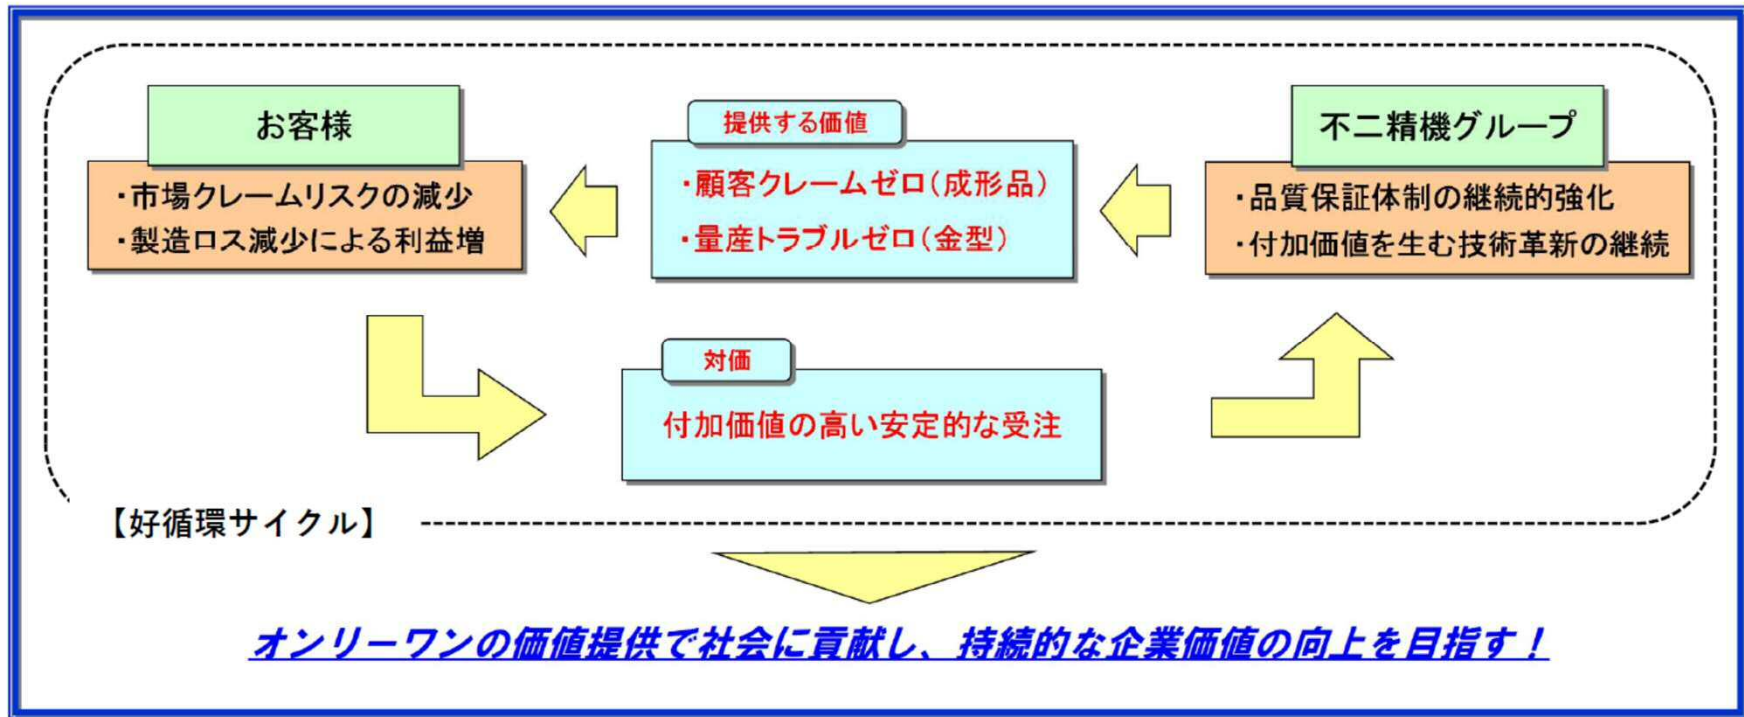 お客様
・市場クレームリスクの減少
・製造ロス減少による利益増
提供する価値
・顧客クレームゼロ(成形品)
・量産トラブルゼロ(金型)
不二精機グループ
・品質保証体制の継続的強化
・付加価値を生む技術革新の継続
対価
付加価値の高い安定的な受注
【好循環サイクル】
オンリーワンの価値提供で社会に貢献し、持続的な企業価値の向上を目指す！